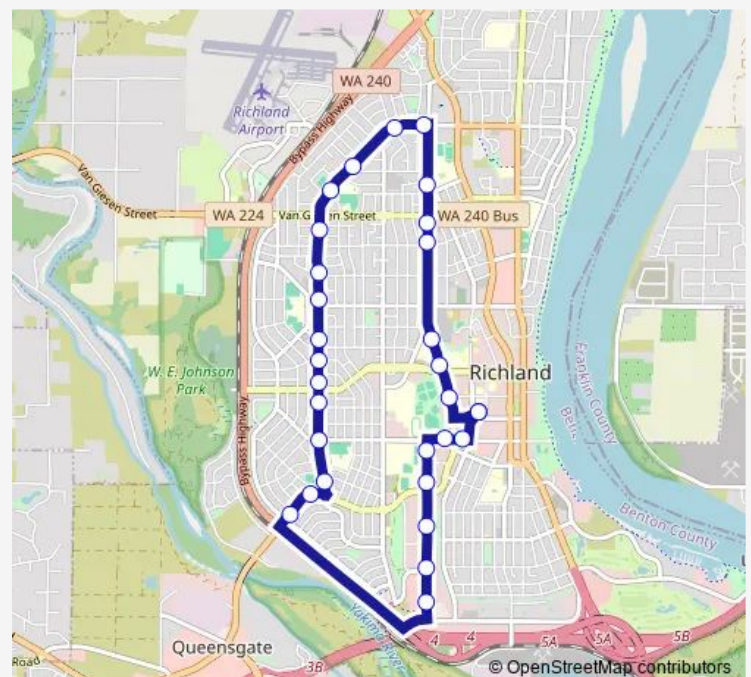 WA 240
Richland
Airport
Bypass Highway
Van Giesen Street
WA 224
Van Giesen Street
WA 240 Bus
W. E. Johnson
Park
Richland
Franklin County
Bypass Highway
Benton County
Yakima River
Queensgate
Road
3B
4
4
5A
5A
5B
© OpenStreetMap contributors